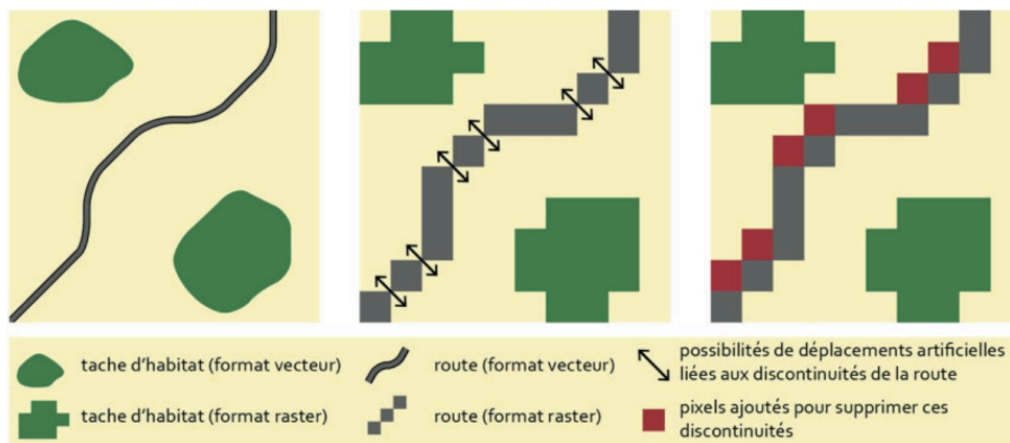 tache d'habitat (format vecteur)
route (format vecteur)
possibilités de déplacements artificielles
liées aux discontinuités de la route
tache d'habitat (format raster)
route (format raster)
pixels ajoutés pour supprimer ces
discontinuités